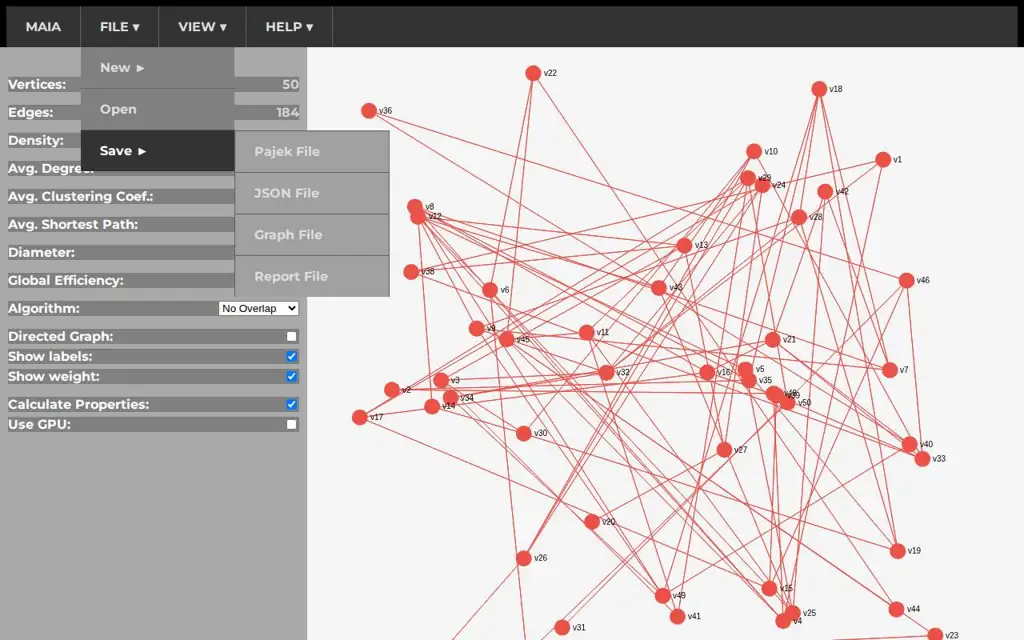 MAIA FILE ▾ VIEW ▾ HELP ▾
New ►
Open
Save ►
Pajek File
JSON File
Graph File
Report File
Vertices: 50
Edges: 184
Density:
Avg. Degree:
Avg. Clustering Coef.:
Avg. Shortest Path:
Diameter:
Global Efficiency:
Algorithm: No Overlap
Directed Graph:
Show labels:
Show weight:
Calculate Properties:
Use GPU:
v22
v18
v36
v10
v1
v29
v24
v42
v8
v12
v28
v13
v38
v46
v6
v43
v9
v11
v45
v21
v32
v16
v5
v7
v3
v35
v2
v34
v39
v14
v50
v17
v30
v40
v27
v33
v20
v19
v26
v15
v49
v44
v25
v41
v4
v31
v23